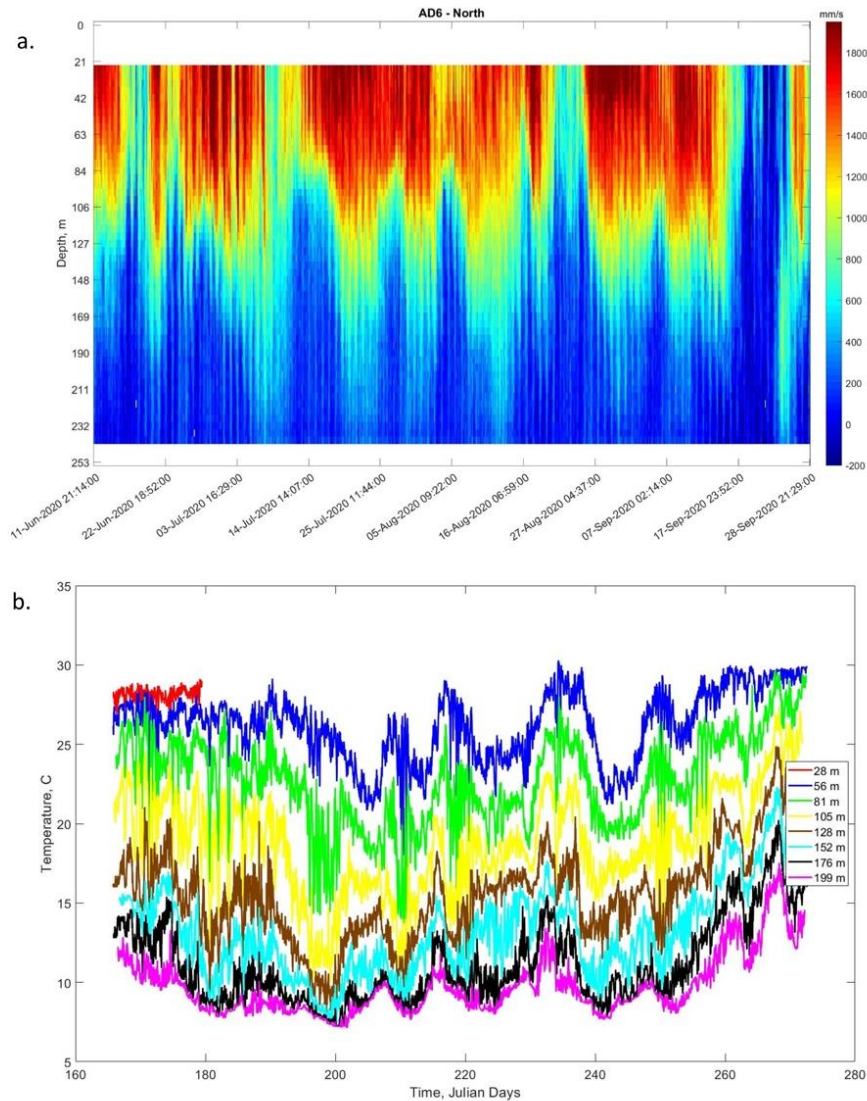 AD6 - North
mm/s
a.
0
21
42
63
84
106
127
148
169
190
211
232
253
Depth, m
1800
1600
1400
1200
1000
800
600
400
200
0
-200
11-Jun-2020 21:14:00
22-Jun-2020 18:52:00
03-Jul-2020 16:29:00
14-Jul-2020 14:07:00
25-Jul-2020 11:44:00
05-Aug-2020 09:22:00
16-Aug-2020 06:59:00
27-Aug-2020 04:37:00
07-Sep-2020 02:14:00
17-Sep-2020 23:52:00
28-Sep-2020 21:29:00
b.
35
30
25
20
15
10
5
Temperature, C
28 m
56 m
81 m
105 m
128 m
152 m
176 m
199 m
160
180
200
220
240
260
280
Time, Julian Days